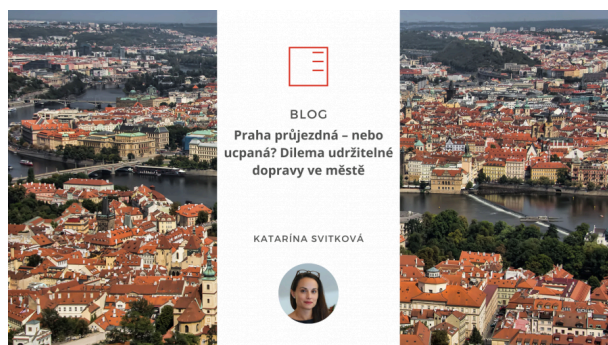 BLOG
Praha průjezdná – nebo
ucpaná? Dilema udržitelné
dopravy ve městě
KATARÍNA SVITKOVÁ